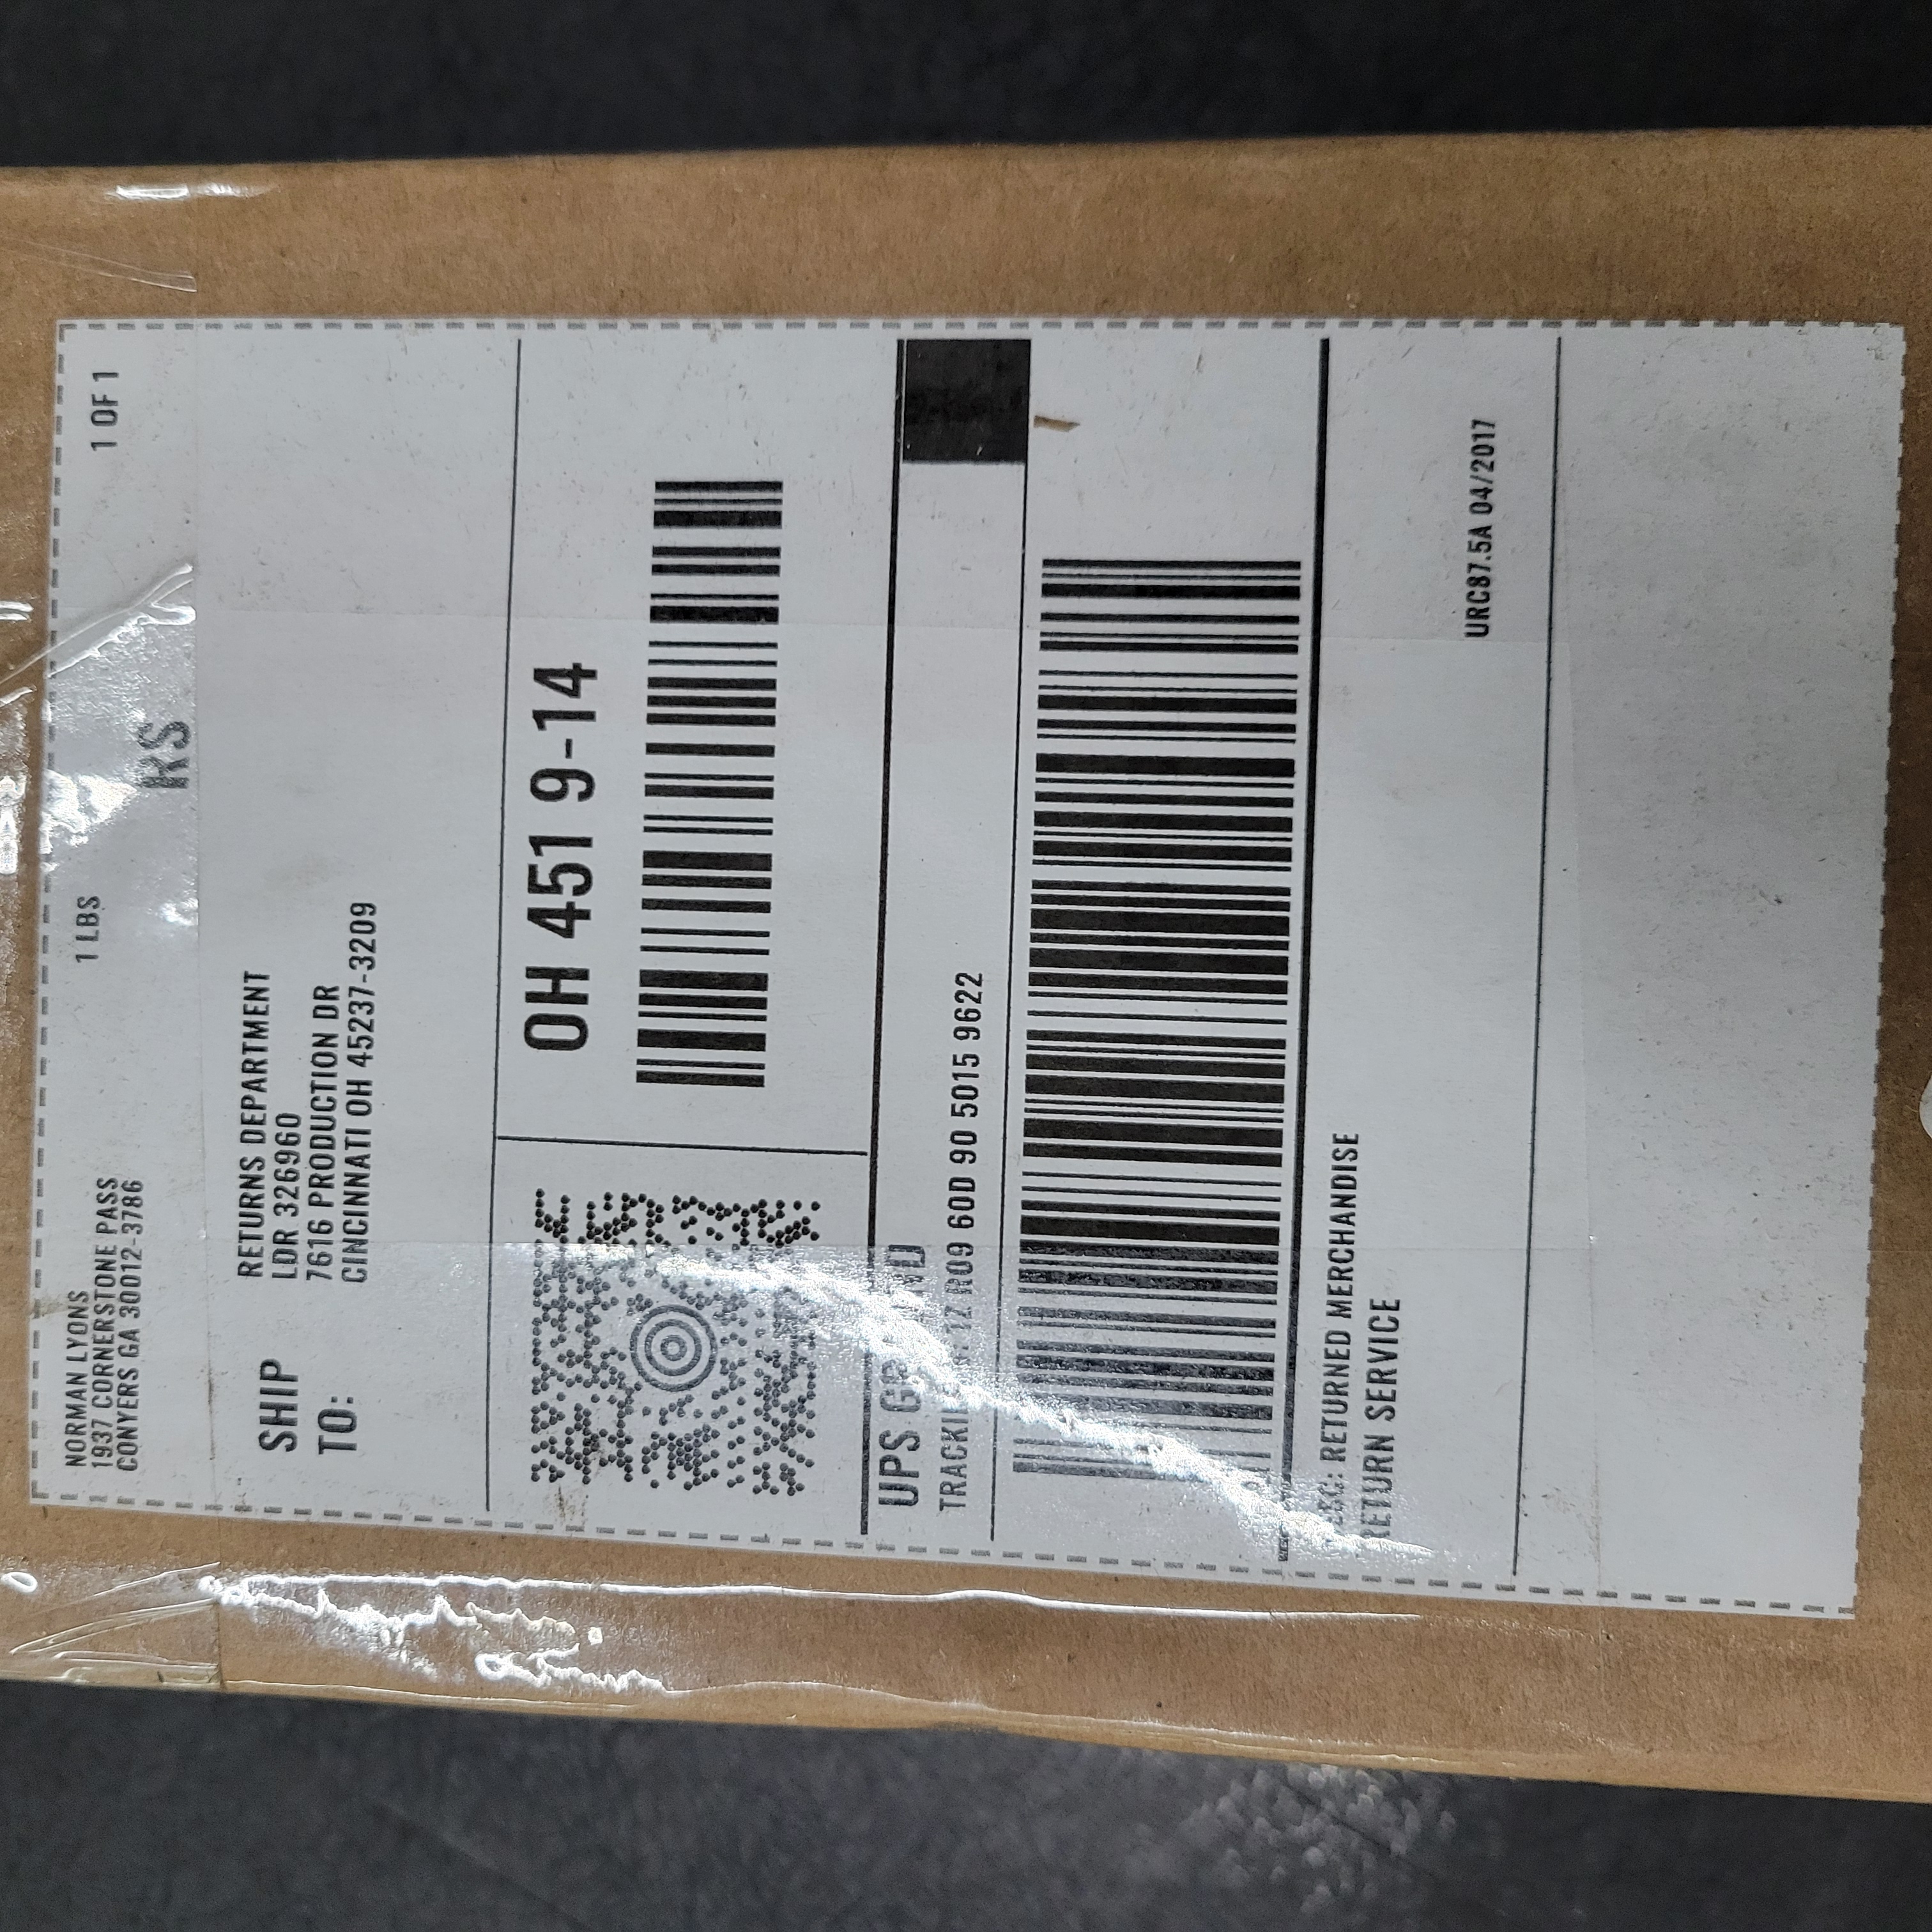 NORMAN LYONS
1937 CORNERSTONE PASS
CONYERS GA 30012-3786
1 LBS
1 OF 1
RS
SHIP
TO:
RETURNS DEPARTMENT
LDR 326960
7616 PRODUCTION DR
CINCINNATI OH 45237-3209
OH 451 9-14
UPS
60D 90 5015 9622
RETURNED MERCHANDISE
RETURN SERVICE
URC87.5A 04/2017